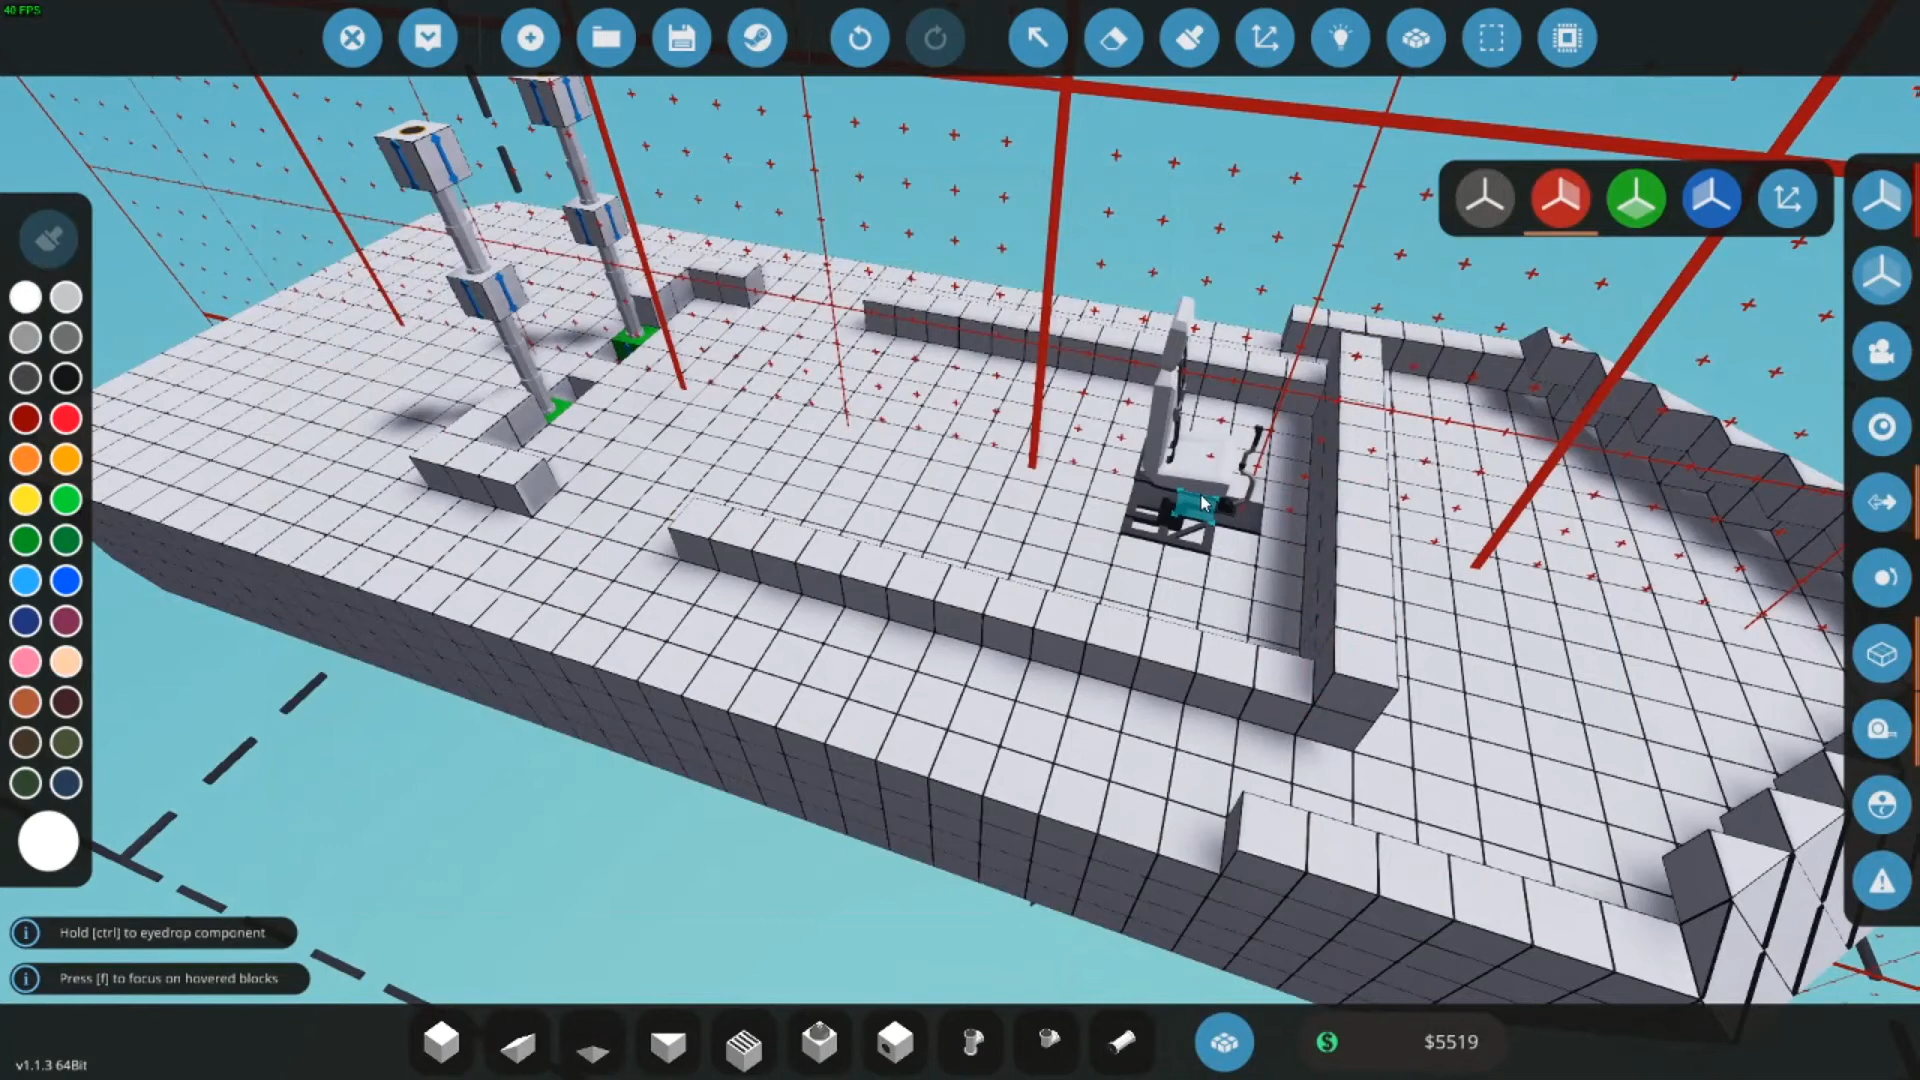 40 FPS
Hold [ctrl] to eyedrop component
Press [f] to focus on hovered blocks
$5519
v1.1.3 64Bit